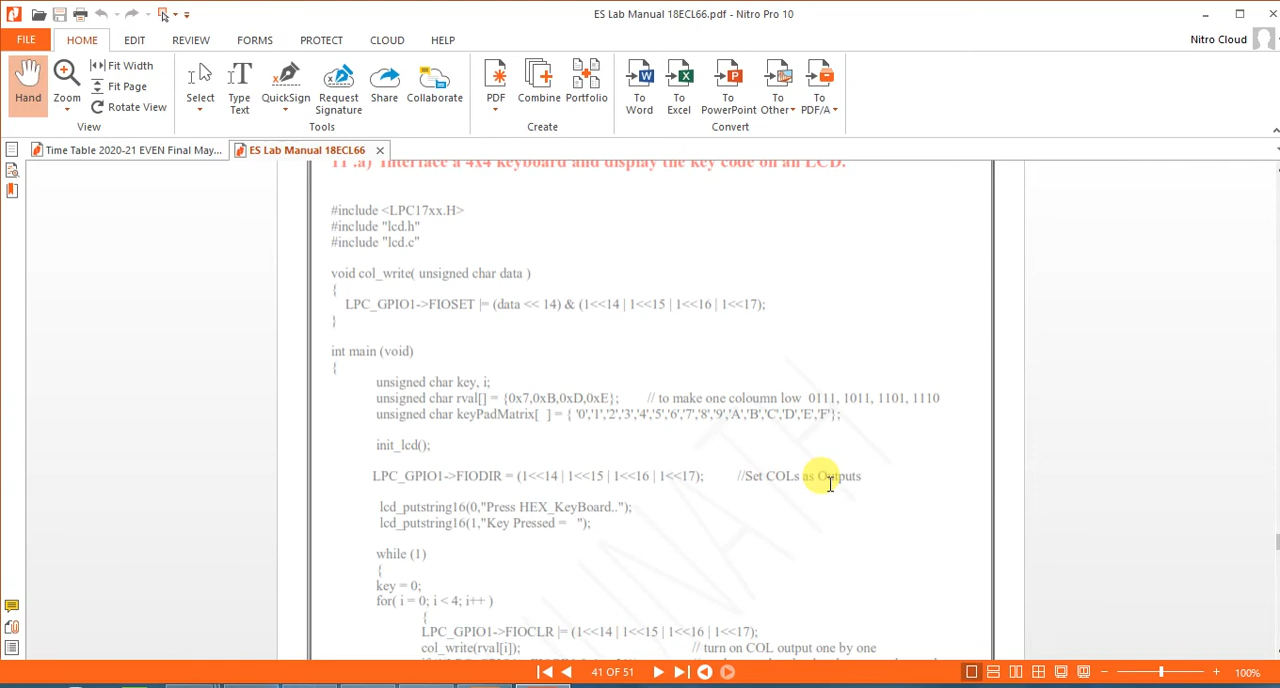 ES Lab Manual 18ECL66.pdf - Nitro Pro 10
FILE HOME EDIT REVIEW FORMS PROTECT CLOUD HELP Nitro Cloud
Hand
Zoom
Fit Width
Fit Page
Rotate View
View
Select
Type Text
QuickSign
Request Signature
Share
Collaborate
Tools
PDF
Combine
Portfolio
Create
To Word
To Excel
To PowerPoint
To Other
To PDF/A
Convert
Time Table 2020-21 EVEN Final May...
ES Lab Manual 18ECL66
11 .a) Interface a 4x4 keyboard and display the key code on an LCD.
#include <LPC17xx.H>
#include "lcd.h"
#include "lcd.c"
void col_write( unsigned char data )
{
LPC_GPIO1->FIOSET |= (data << 14) & (1<<14 | 1<<15 | 1<<16 | 1<<17);
}
int main (void)
{
unsigned char key, i;
unsigned char rval[] = {0x7,0xB,0xD,0xE}; // to make one coloumn low 0111, 1011, 1101, 1110
unsigned char keyPadMatrix[ ] = { '0','1','2','3','4','5','6','7','8','9','A','B','C','D','E','F'};
init_lcd();
LPC_GPIO1->FIODIR = (1<<14 | 1<<15 | 1<<16 | 1<<17); //Set COLs as Outputs
lcd_putstring16(0,"Press HEX_KeyBoard..");
lcd_putstring16(1,"Key Pressed = ");
while (1)
{
key = 0;
for( i = 0; i < 4; i++ )
{
LPC_GPIO1->FIOCLR |= (1<<14 | 1<<15 | 1<<16 | 1<<17);
col_write(rval[i]); // turn on COL output one by one
41 OF 51
100%